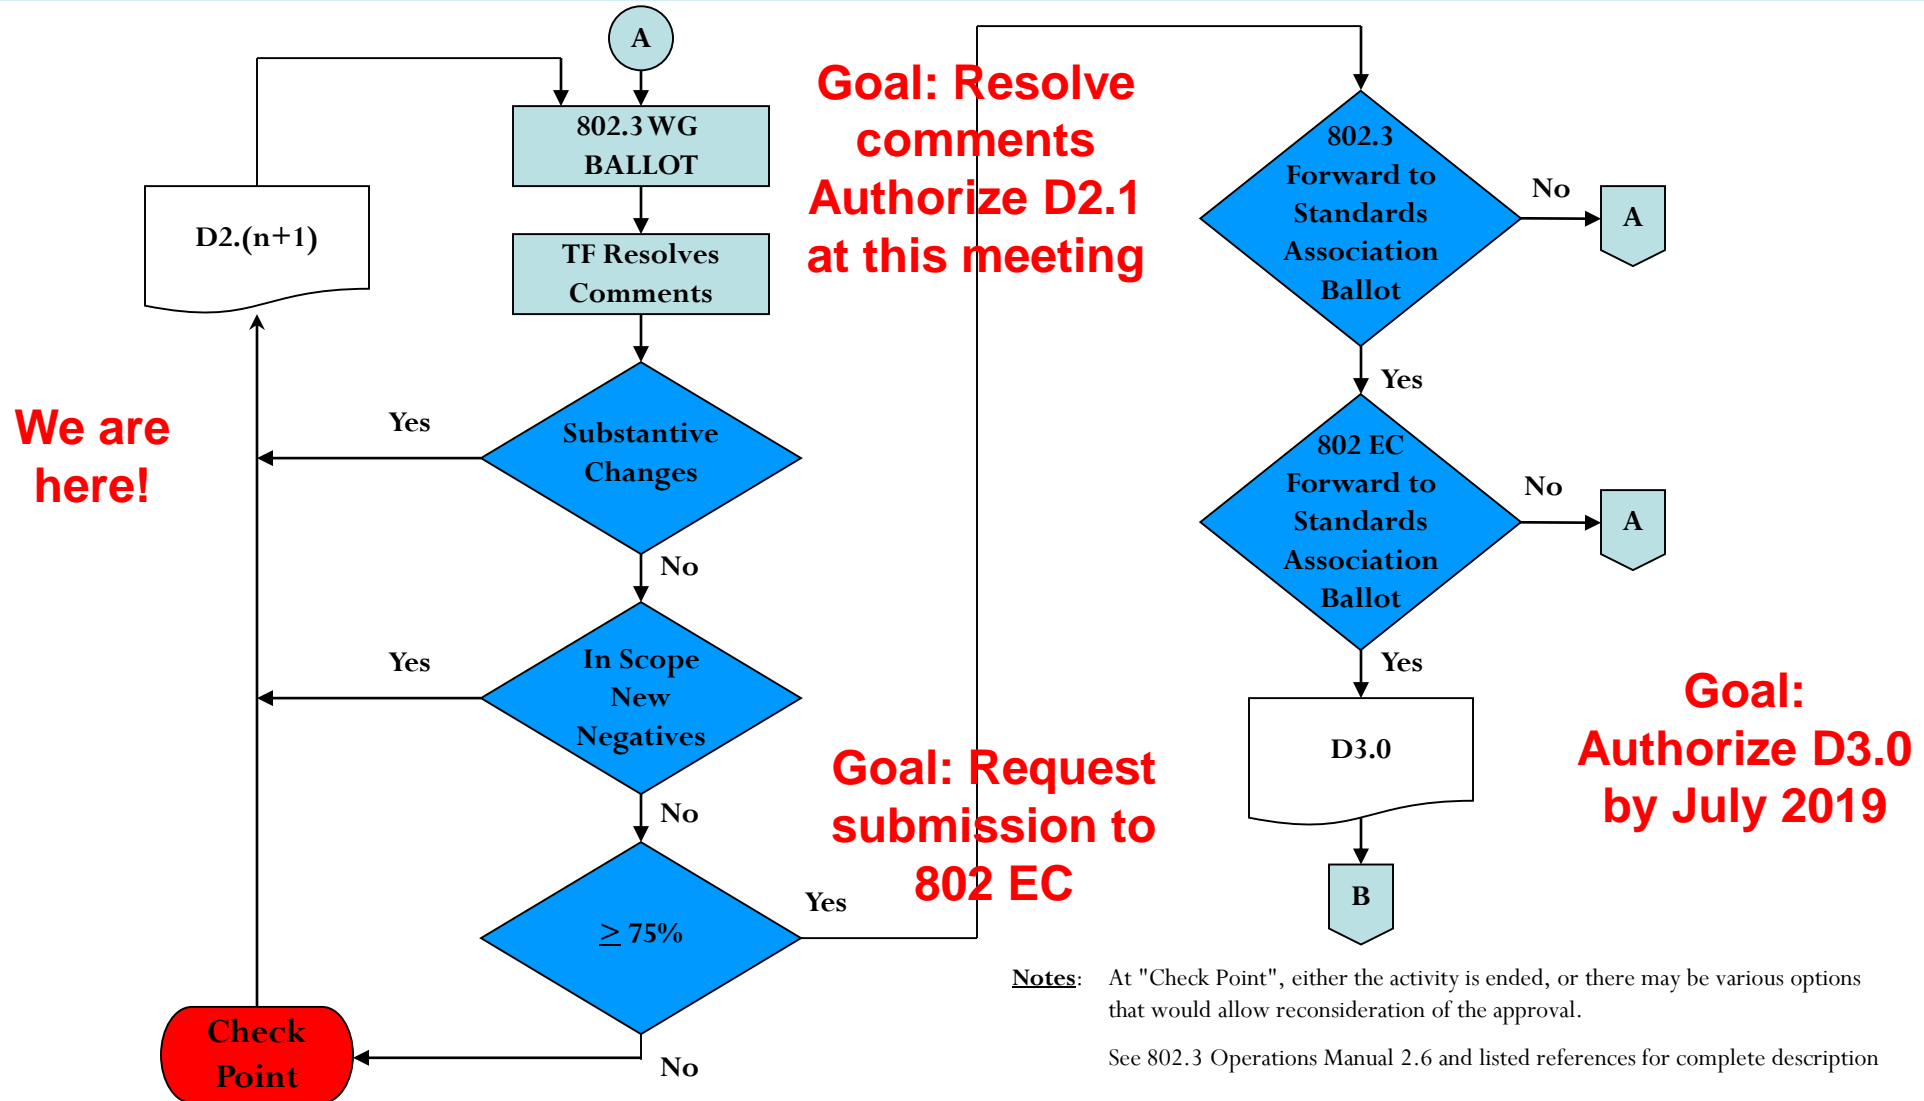 A
802.3 WG
BALLOT
D2.(n+1)
TF Resolves
Comments
Goal: Resolve
comments
Authorize D2.1
at this meeting
We are
here!
Yes
Substantive
Changes
No
Yes
In Scope
New
Negatives
No
Goal: Request
submission to
802 EC
≥ 75%
Yes
No
Check
Point
802.3
Forward to
Standards
Association
Ballot
No
A
Yes
802 EC
Forward to
Standards
Association
Ballot
No
A
Yes
D3.0
Goal:
Authorize D3.0
by July 2019
B
Notes: At "Check Point", either the activity is ended, or there may be various options
that would allow reconsideration of the approval.
See 802.3 Operations Manual 2.6 and listed references for complete description